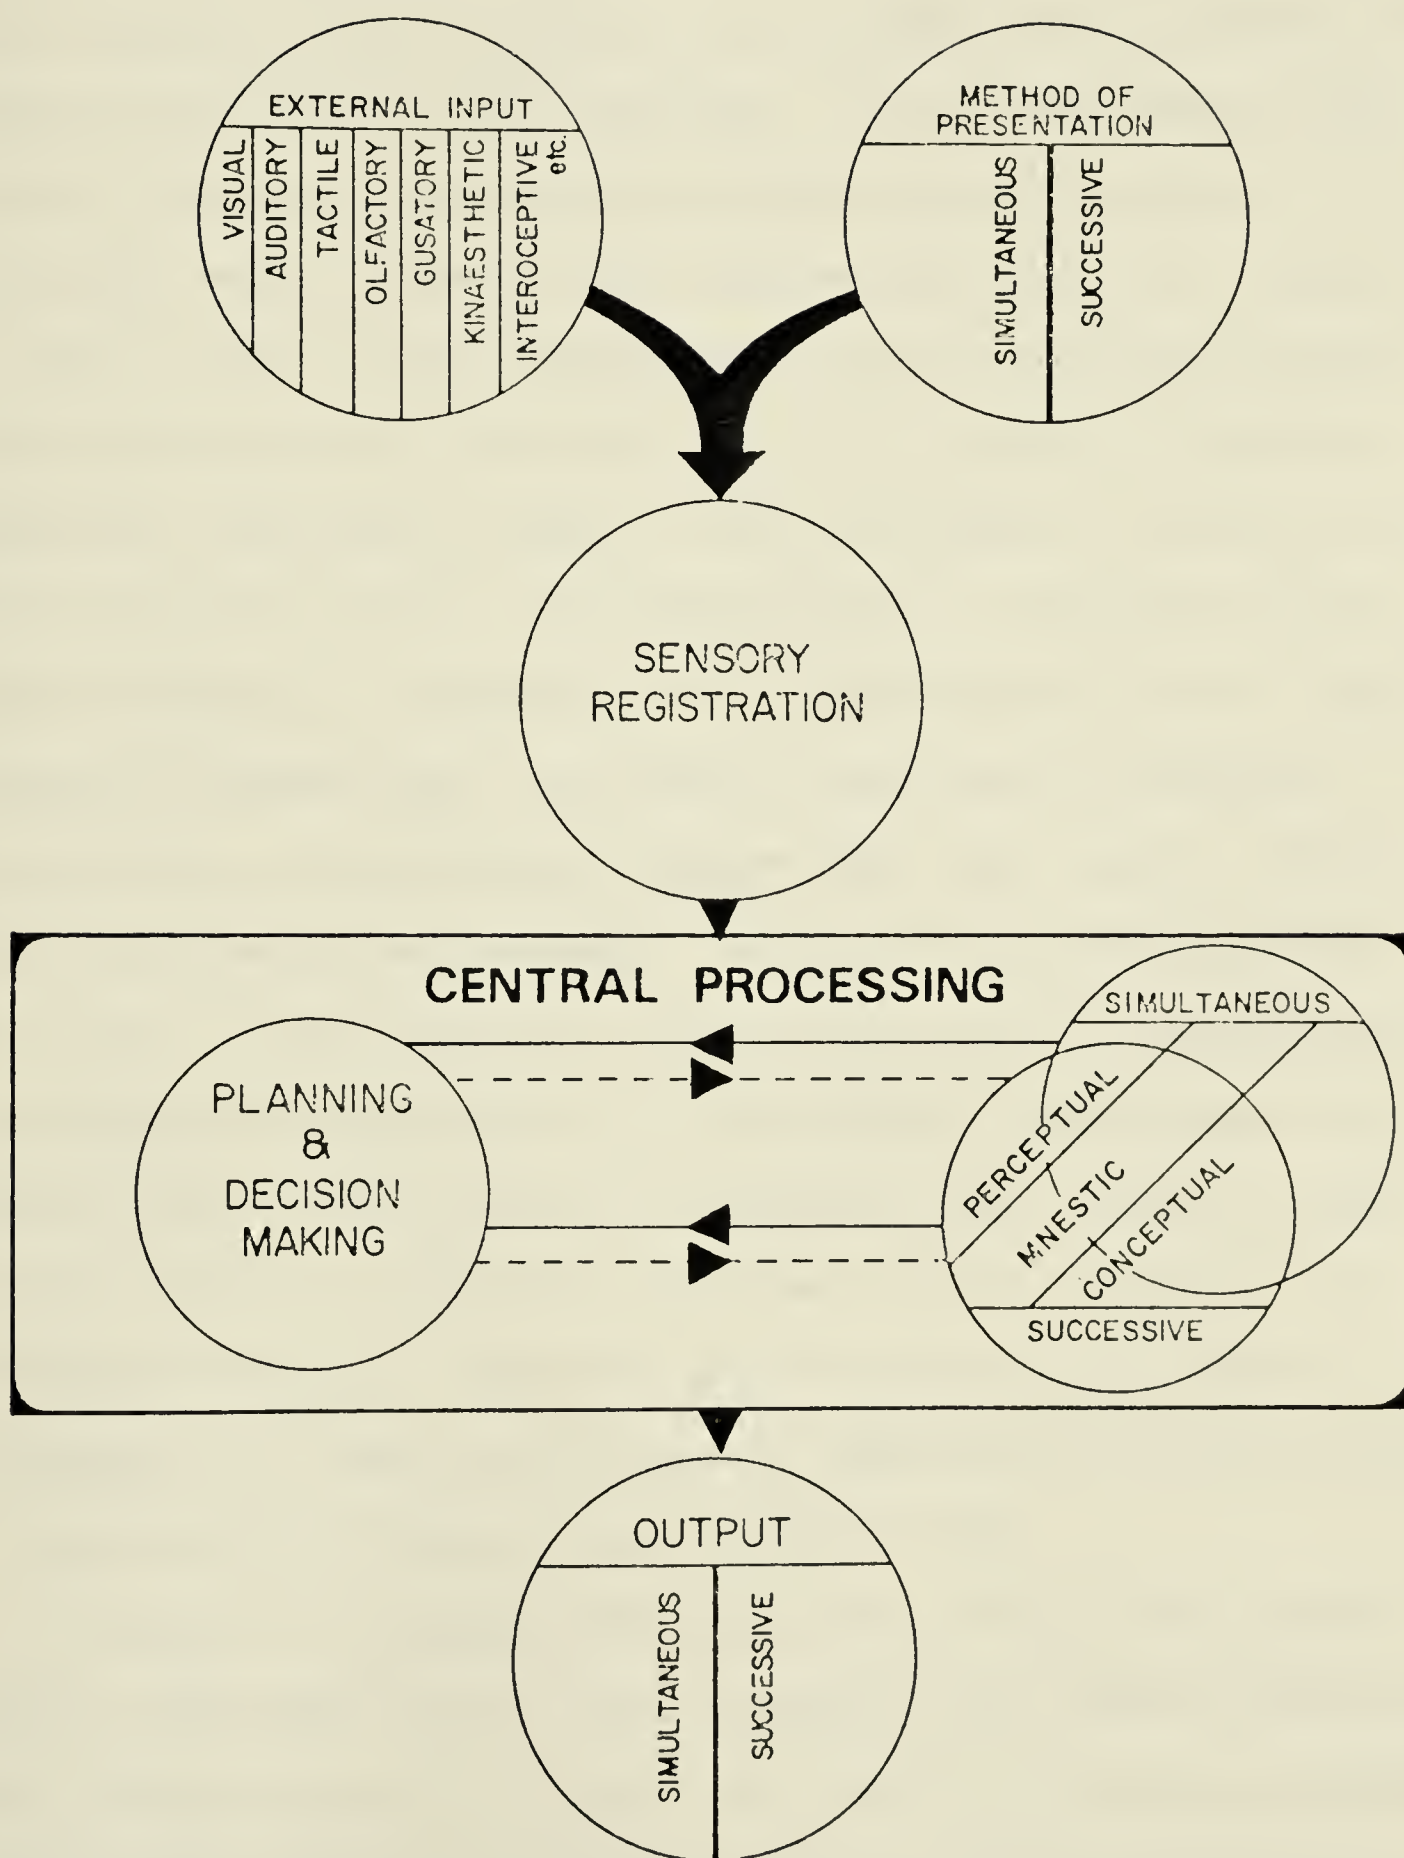 EXTERNAL INPUT
VISUAL
AUDITORY
TACTILE
OLFACTORY
GUSATORY
KINAESTHETIC
INTEROCEPTIVE
etc.
METHOD OF
PRESENTATION
SIMULTANEOUS
SUCCESSIVE
SENSORY
REGISTRATION
CENTRAL PROCESSING
PLANNING
&
DECISION
MAKING
SIMULTANEOUS
PERCEPTUAL
MNESTIC
CONCEPTUAL
SUCCESSIVE
OUTPUT
SIMULTANEOUS
SUCCESSIVE